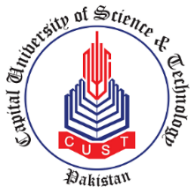 Capital University of Science & Technology
CUST
Pakistan